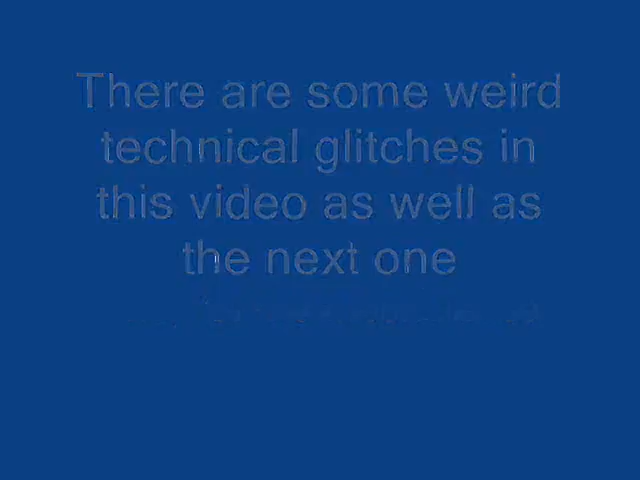 There are some weird
technical glitches in
this video as well as
the next one